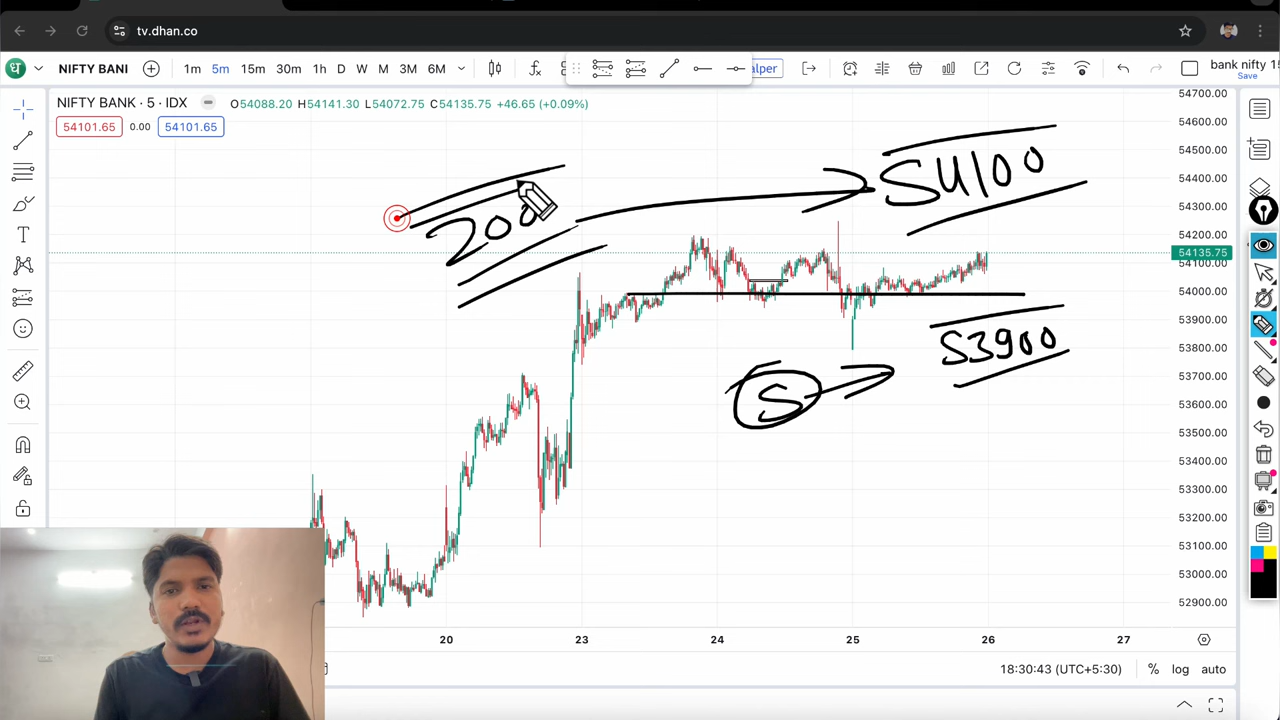 tv.dhan.co
NIFTY BANI
1m 5m 15m 30m 1h D W M 3M 6M
alper
bank nifty 15
Save
NIFTY BANK · 5 · IDX
O54088.20 H54141.30 L54072.75 C54135.75 +46.65 (+0.09%)
54101.65 0.00 54101.65
54700.00
54600.00
54500.00
54400.00
54300.00
54200.00
54135.75
54100.00
54000.00
53900.00
53800.00
53700.00
53600.00
53500.00
53400.00
53300.00
53200.00
53100.00
53000.00
52900.00
200
54100
53900
S
20 23 24 25 26 27
18:30:43 (UTC+5:30) % log auto